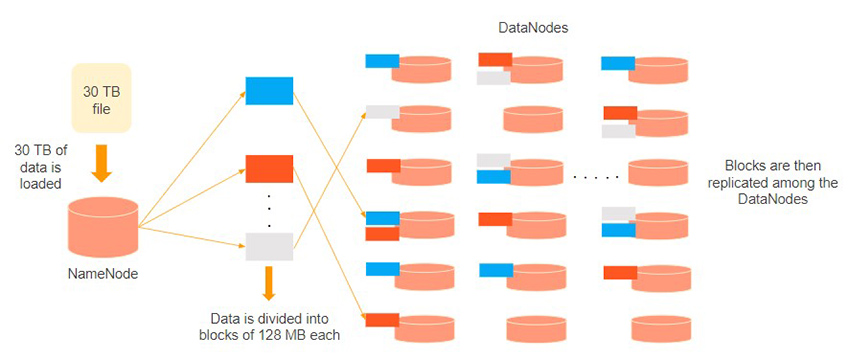 DataNodes
30 TB
file
30 TB of
data is
loaded
NameNode
Data is divided into
blocks of 128 MB each
Blocks are then
replicated among the
DataNodes